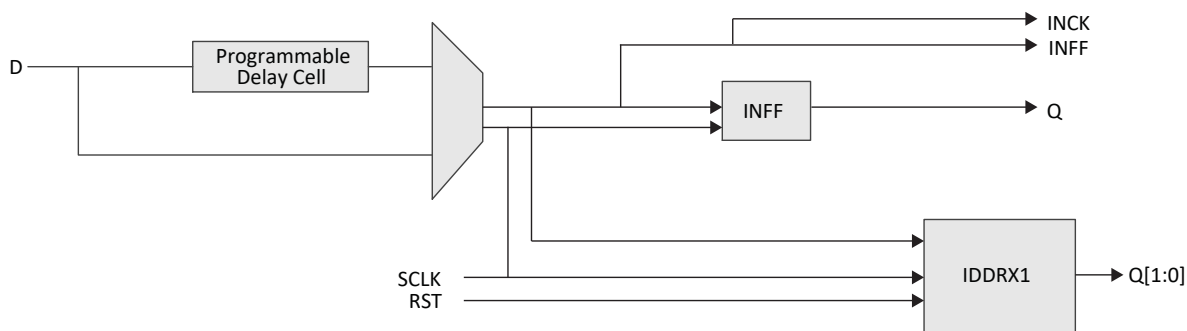 INCK
INFF
D
Programmable
Delay Cell
INFF
Q
SCLK
RST
IDDRX1
Q[1:0]